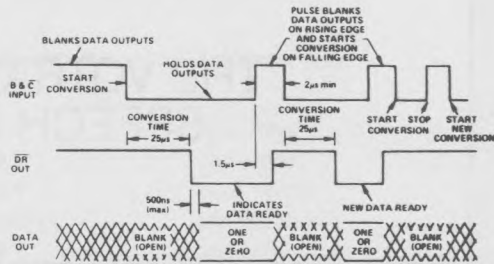 PULSE BLANKS
DATA OUTPUTS
ON RISING EDGE
AND STARTS
CONVERSION
ON FALLING EDGE
BLANKS DATA OUTPUTS
HOLDS DATA
OUTPUTS
START
CONVERSION
B & C̅
INPUT
2μs min
CONVERSION
TIME
25μs
CONVERSION
TIME
25μs
START
CONVERSION
STOP
START
NEW
CONVERSION
D̅R̅
OUT
1.5μs
500ns
(max)
INDICATES
DATA READY
NEW DATA READY
DATA
OUT
BLANK
(OPEN)
ONE
OR
ZERO
BLANK
(OPEN)
ONE
OR
ZERO
BLANK
(OPEN)